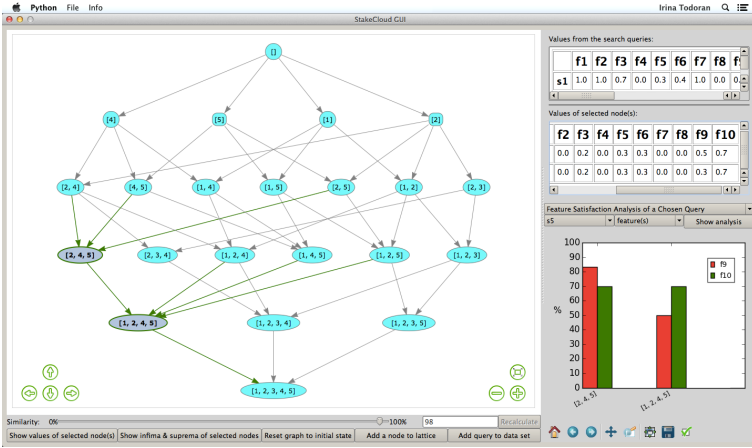 Python File Info Irina Todoran
StakeCloud GUI
[]
[4] [5] [1] [2]
[2, 4] [4, 5] [1, 4] [1, 5] [2, 5] [1, 2] [2, 3]
[2, 4, 5] [2, 3, 4] [1, 2, 4] [1, 4, 5] [1, 2, 5] [1, 2, 3]
[1, 2, 4, 5] [1, 2, 3, 4] [1, 2, 3, 5]
[1, 2, 3, 4, 5]
Similarity: 0% 100% 98 Recalculate
Show values of selected node(s) Show infima & suprema of selected nodes Reset graph to initial state Add a node to lattice Add query to data set
Values from the search queries:
f1 f2 f3 f4 f5 f6 f7 f8
s1 1.0 1.0 0.7 0.0 0.3 0.4 1.0 0.0
Values of selected node(s):
f2 f3 f4 f5 f6 f7 f8 f9 f10
0.0 0.2 0.0 0.3 0.3 0.0 0.0 0.5 0.7
0.0 0.2 0.0 0.3 0.3 0.0 0.0 0.3 0.7
Feature Satisfaction Analysis of a Chosen Query
s5 feature(s) Show analysis
100
90
80
70
60
50
40
30
20
10
0
%
f9
f10
[2, 4, 5] [1, 2, 4, 5]